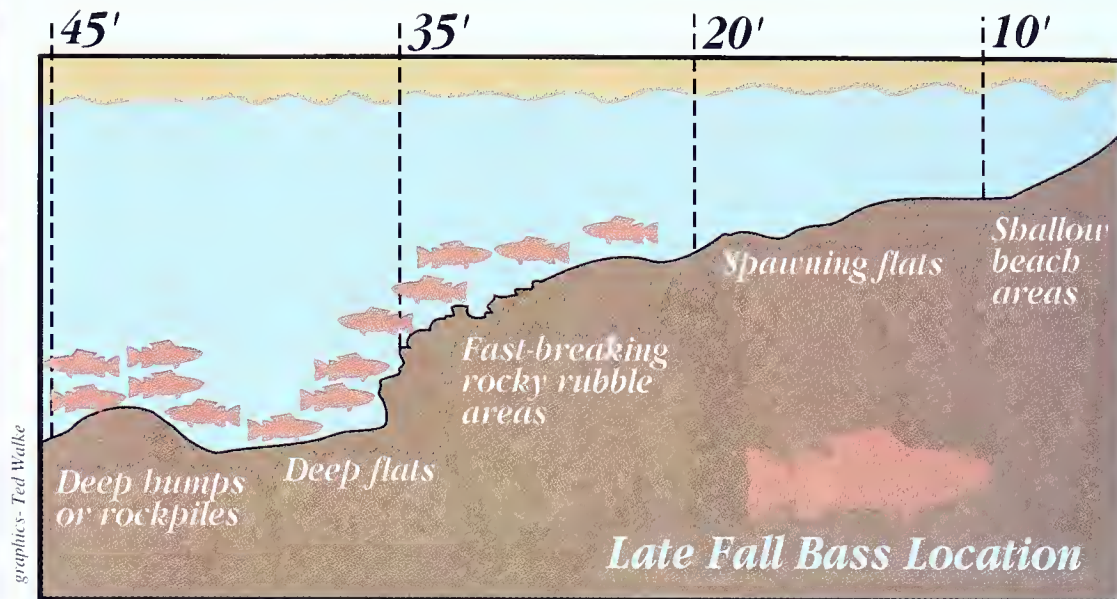 45'
35'
20'
10'
Shallow
beach
areas
Spawning flats
Fast-breaking
rocky rubble
areas
Deep flats
Deep bumps
or rockpiles
Late Fall Bass Location
graphics- Ted Walke